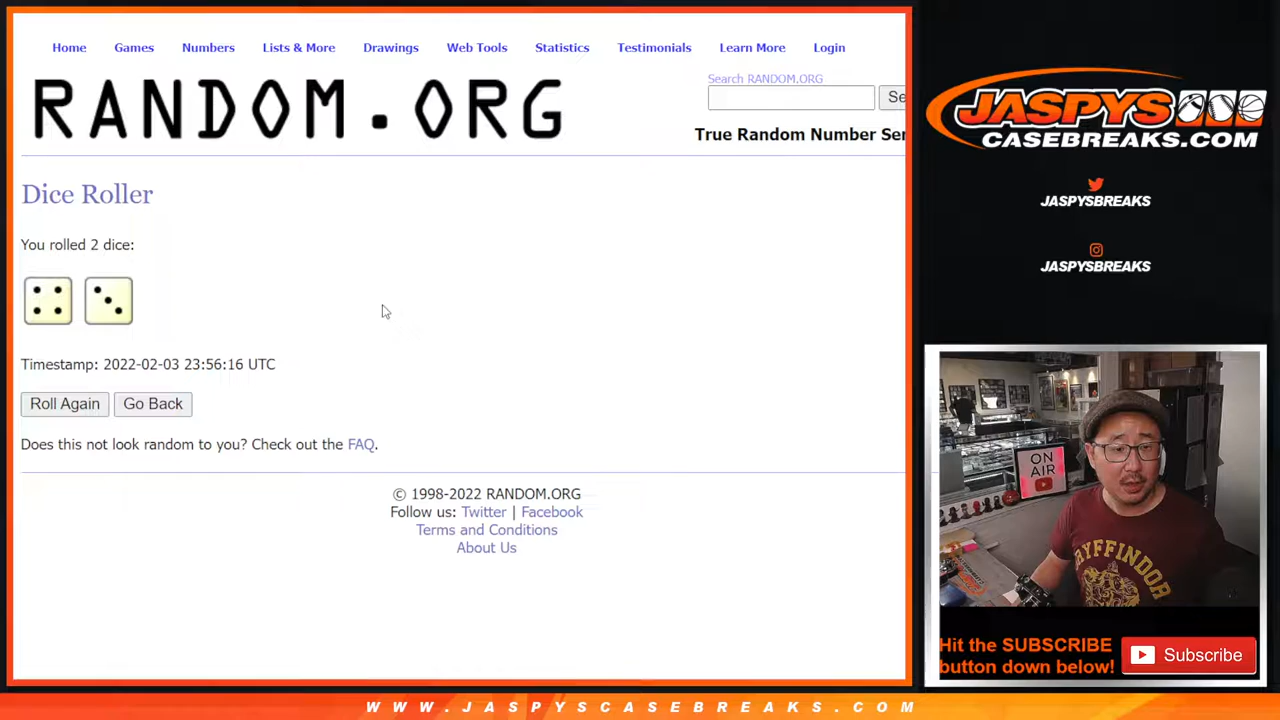 Home Games Numbers Lists & More Drawings Web Tools Statistics Testimonials Learn More Login
RANDOM.ORG
Search RANDOM.ORG
Se
True Random Number Ser
Dice Roller
You rolled 2 dice:
Timestamp: 2022-02-03 23:56:16 UTC
Roll Again Go Back
Does this not look random to you? Check out the FAQ.
© 1998-2022 RANDOM.ORG
Follow us: Twitter | Facebook
Terms and Conditions
About Us
JASPYS
CASEBREAKS.COM
JASPYSBREAKS
JASPYSBREAKS
ON
AIR
RYFFINDOR
Hit the SUBSCRIBE
button down below!
Subscribe
WWW.JASPYSCASEBREAKS.COM